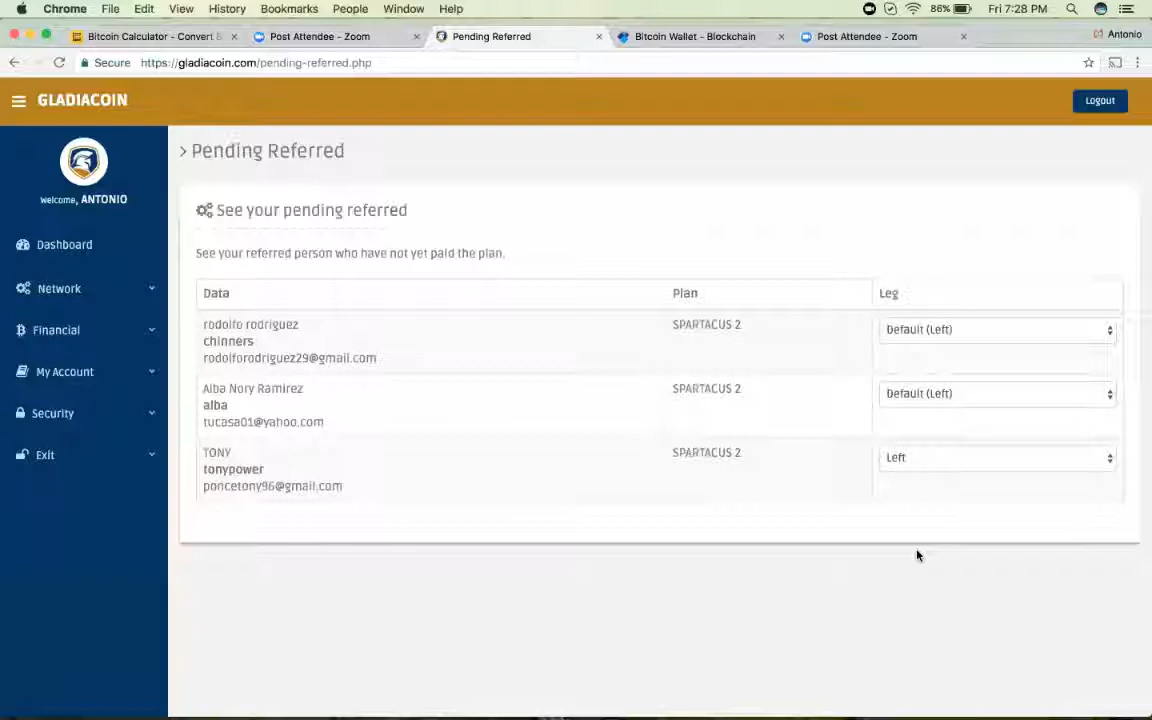 Chrome File Edit View History Bookmarks People Window Help 86% Fri 7:28 PM
Bitcoin Calculator - Convert Post Attendee - Zoom Pending Referred Bitcoin Wallet - Blockchain Post Attendee - Zoom Antonio
Secure https://gladiacoin.com/pending-referred.php
GLADIACOIN Logout
> Pending Referred
Welcome, ANTONIO
Dashboard
Network
Financial
My Account
Security
Exit
See your pending referred
See your referred person who have not yet paid the plan.
Data Plan Leg
rodolfo rodriguez SPARTACUS 2 Default (Left)
chinners
rodolforodriguez29@gmail.com
Alba Nory Ramirez SPARTACUS 2 Default (Left)
alba
tucasa01@yahoo.com
TONY SPARTACUS 2 Left
tonypower
poncetony96@gmail.com